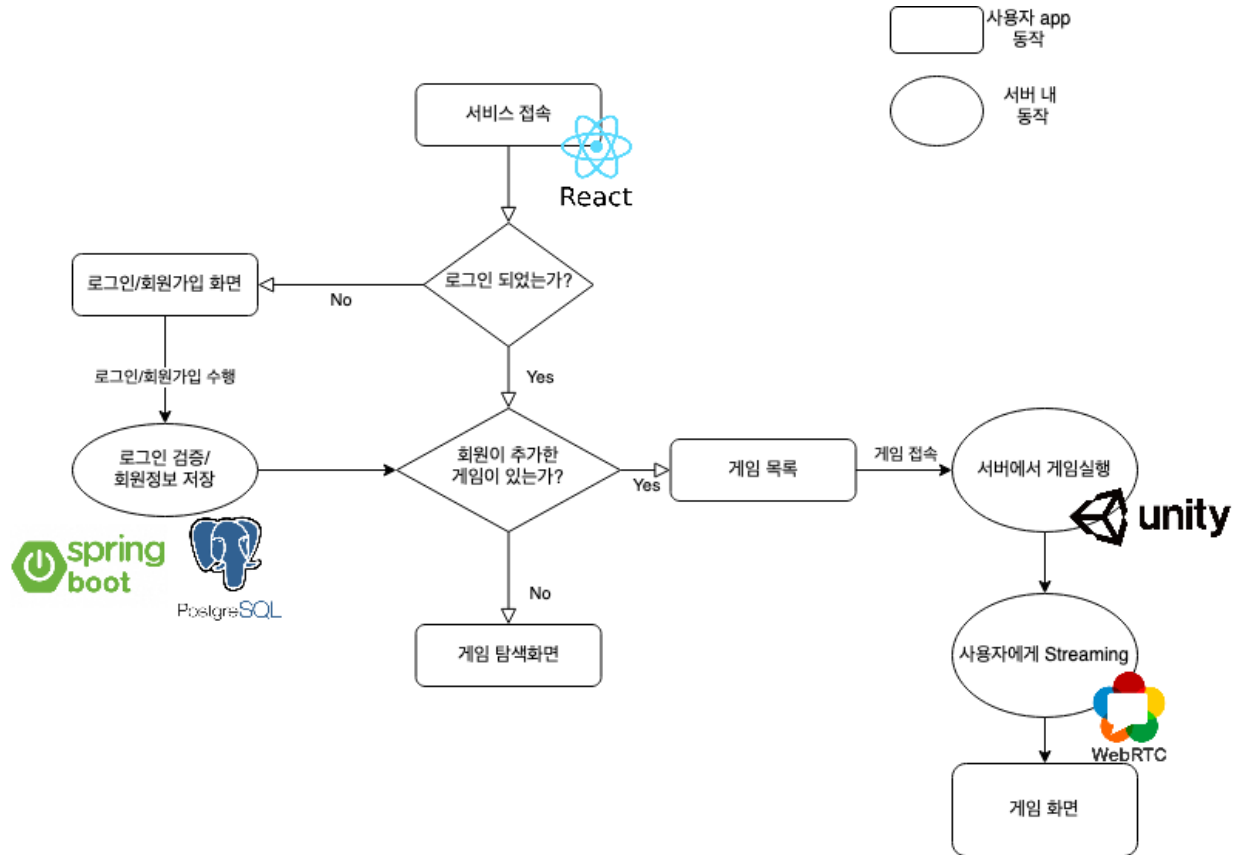 사용자 app
동작
서버 내
동작
서비스 접속
React
로그인 되었는가?
로그인/회원가입 화면
No
로그인/회원가입 수행
Yes
로그인 검증/
회원정보 저장
회원이 추가한
게임이 있는가?
Yes
게임 목록
게임 접속
서버에서 게임실행
unity
spring
boot
PostgreSQL
No
게임 탐색화면
사용자에게 Streaming
WebRTC
게임 화면